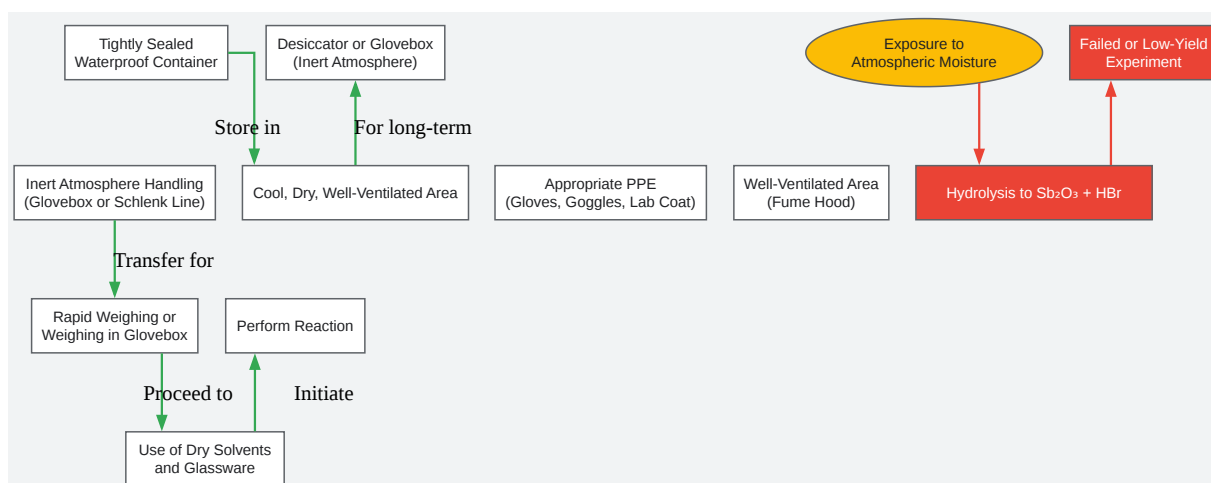 Tightly Sealed
Waterproof Container
Desiccator or Glovebox
(Inert Atmosphere)
Exposure to
Atmospheric Moisture
Failed or Low-Yield
Experiment
Store in
For long-term
Inert Atmosphere Handling
(Glovebox or Schlenk Line)
Cool, Dry, Well-Ventilated Area
Appropriate PPE
(Gloves, Goggles, Lab Coat)
Well-Ventilated Area
(Fume Hood)
Hydrolysis to Sb₂O₃ + HBr
Transfer for
Rapid Weighing or
Weighing in Glovebox
Perform Reaction
Proceed to
Initiate
Use of Dry Solvents
and Glassware